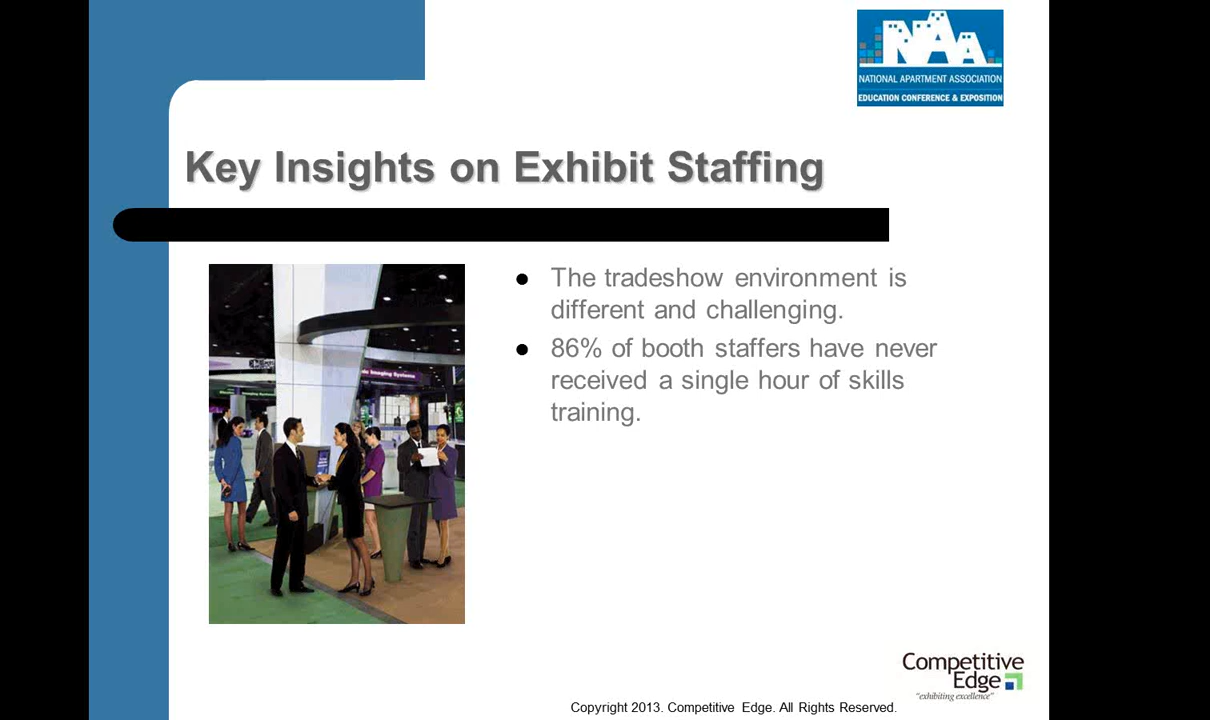 NAA
NATIONAL APARTMENT ASSOCIATION
EDUCATION CONFERENCE & EXPOSITION
Key Insights on Exhibit Staffing
The tradeshow environment is
different and challenging.
86% of booth staffers have never
received a single hour of skills
training.
Imaging Systems
Competitive
Edge
"exhibiting excellence"
Copyright 2013. Competitive Edge. All Rights Reserved.